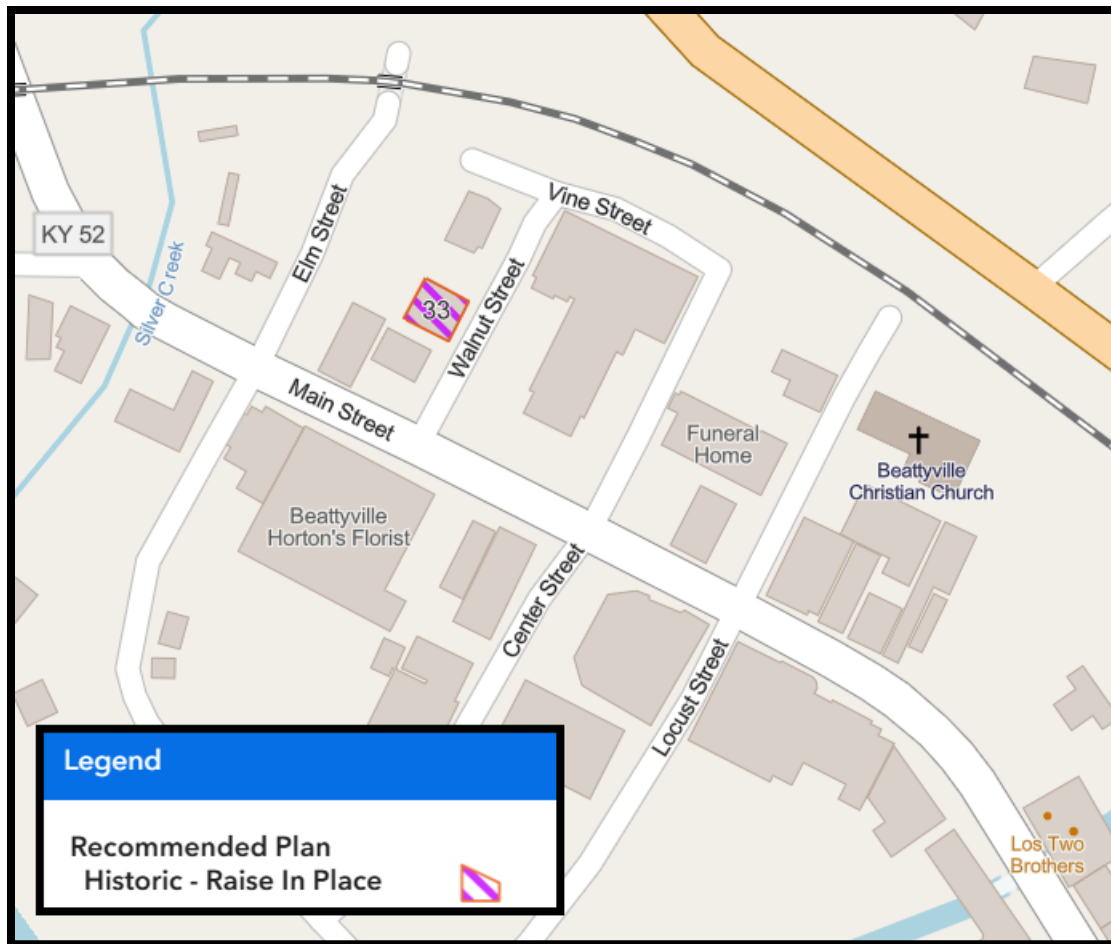 Vine Street
KY 52
Elm Street
Silver Creek
33
Walnut Street
Main Street
Funeral
Home
Beattyville
Christian Church
Beattyville
Horton's Florist
Center Street
Locust Street
Los Two
Brothers
Legend
Recommended Plan
Historic - Raise In Place